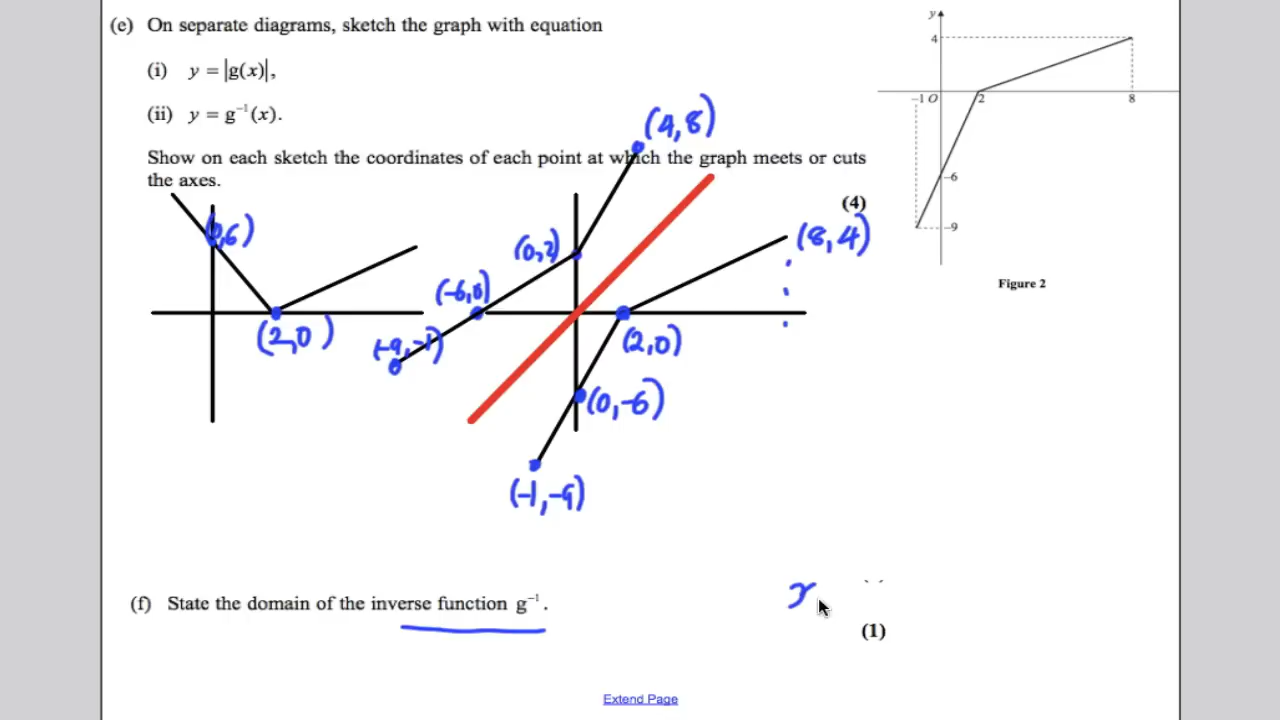 (e) On separate diagrams, sketch the graph with equation
(i) y = |g(x)|,
(ii) y = g⁻¹(x).
Show on each sketch the coordinates of each point at which the graph meets or cuts
the axes.
(4)
y
4
-1 O 2 8
-6
-9
Figure 2
(0,6)
(2,0)
(4,8)
(0,2)
(-6,0)
(-9,-1)
(8,4)
(2,0)
(0,-6)
(-1,-9)
(f) State the domain of the inverse function g⁻¹.
x
(1)
Extend Page